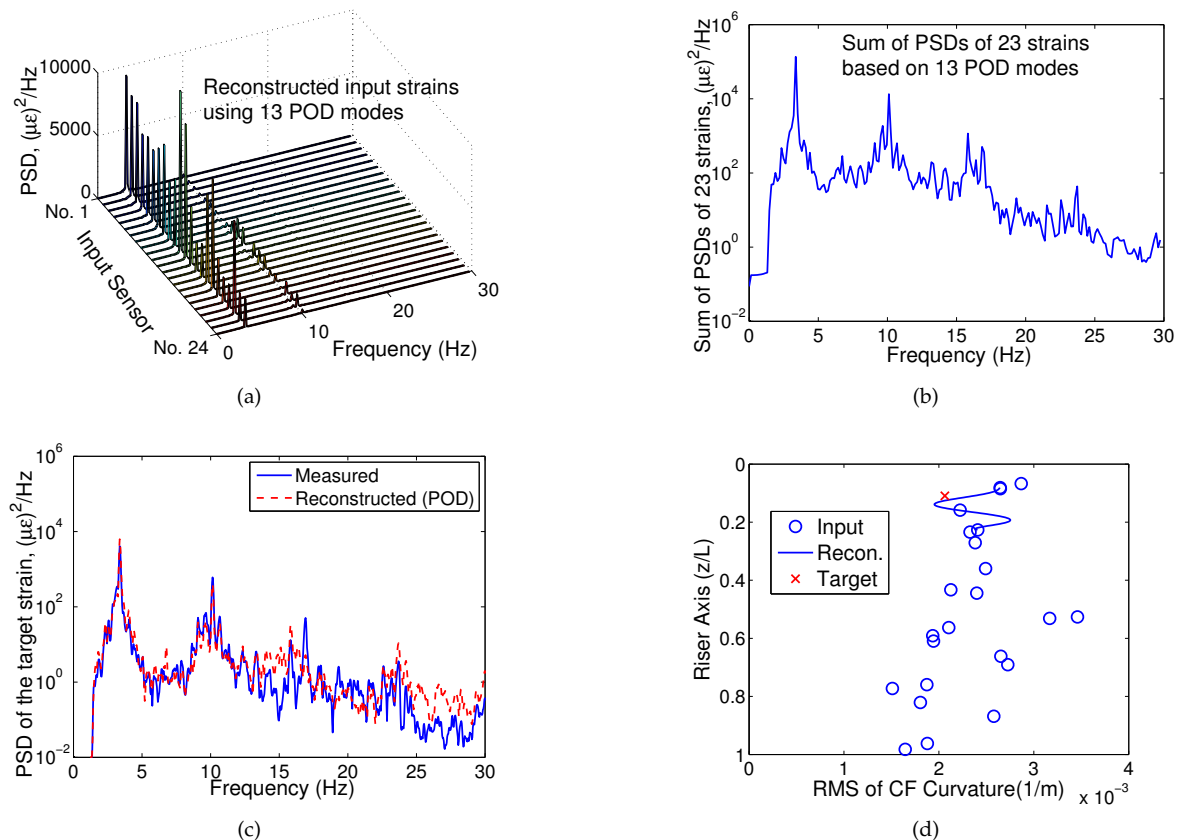 10000
5000
0
PSD, (με)²/Hz
Reconstructed input strains
using 13 POD modes
No. 1
Input Sensor
No. 24
0
10
20
30
Frequency (Hz)
(a)
10⁶
10⁴
10²
10⁰
10⁻²
Sum of PSDs of 23 strains, (με)²/Hz
Sum of PSDs of 23 strains
based on 13 POD modes
0 5 10 15 20 25 30
Frequency (Hz)
(b)
10⁶
10⁴
10²
10⁰
10⁻²
PSD of the target strain, (με)²/Hz
Measured
Reconstructed (POD)
0 5 10 15 20 25 30
Frequency (Hz)
(c)
0
0.2
0.4
0.6
0.8
1
Riser Axis (z/L)
Input
Recon.
Target
0 1 2 3 4
RMS of CF Curvature(1/m)
x 10⁻³
(d)